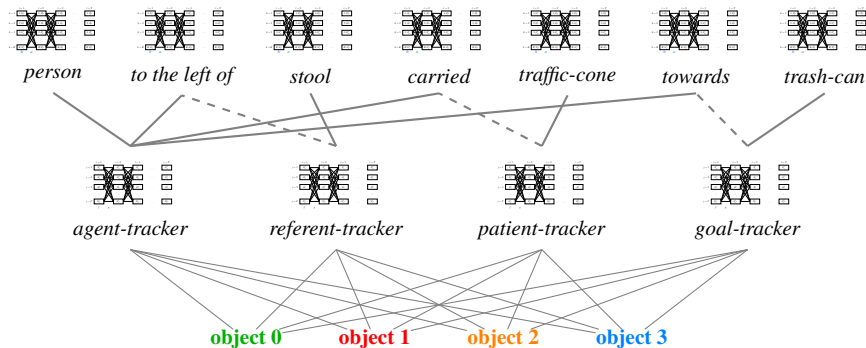 person to the left of stool carried traffic-cone towards trash-can
agent-tracker referent-tracker patient-tracker goal-tracker
object 0 object 1 object 2 object 3